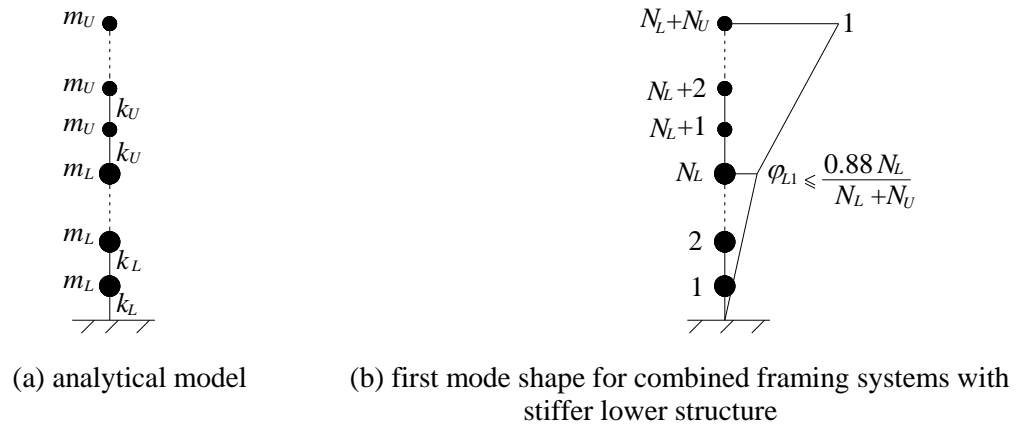 m_U
m_U
k_U
m_U
k_U
m_L
m_L
k_L
m_L
k_L
(a) analytical model
N_L+N_U 1
N_L+2
N_L+1
N_L φ_{L1} ⩽ 0.88 N_L / N_L +N_U
2
1
(b) first mode shape for combined framing systems with
stiffer lower structure